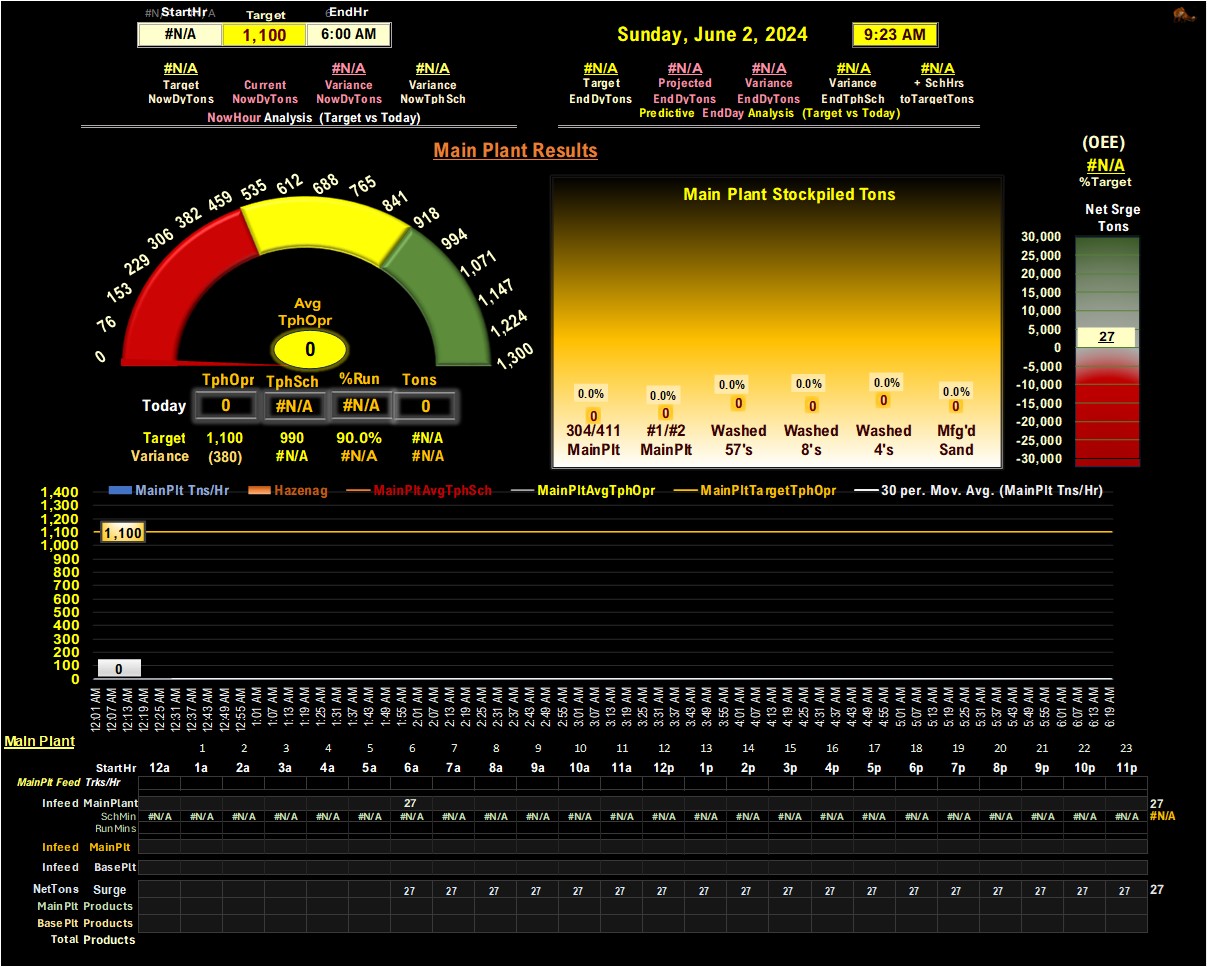 StartHr Target EndHr
#N/A 1,100 6:00 AM
Sunday, June 2, 2024 9:23 AM
#N/A #N/A #N/A
Target Current Variance Variance
NowDyTons NowDyTons NowDyTons NowTphSch
NowHour Analysis (Target vs Today)
#N/A #N/A #N/A #N/A #N/A
Target Projected Variance Variance + SchHrs
EndDyTons EndDyTons EndDyTons EndTphSch toTargetTons
Predictive EndDay Analysis (Target vs Today)
Main Plant Results
(OEE)
#N/A
%Target
0 76 153 229 306 382 459 535 612 688 765 841 918 994 1,071 1,147 1,224 1,300
Avg
TphOpr
0
TphOpr TphSch %Run Tons
Today 0 #N/A #N/A 0
Target 1,100 990 90.0% #N/A
Variance (380) #N/A #N/A #N/A
Main Plant Stockpiled Tons
0.0% 0.0% 0.0% 0.0% 0.0% 0.0%
0 0 0 0 0 0
304/411 #1/#2 Washed Washed Washed Mfg'd
MainPlt MainPlt 57's 8's 4's Sand
Net Srge
Tons
30,000
25,000
20,000
15,000
10,000
5,000
27
0
-5,000
-10,000
-15,000
-20,000
-25,000
-30,000
MainPlt Tns/Hr Hazenag MainPltAvgTphSch MainPltAvgTphOpr MainPltTargetTphOpr 30 per. Mov. Avg. (MainPlt Tns/Hr)
1,400
1,300
1,200
1,100 1,100
1,000
900
800
700
600
500
400
300
200
100 0
0
12:01 AM 12:07 AM 12:13 AM 12:19 AM 12:25 AM 12:31 AM 12:37 AM 12:43 AM 12:49 AM 12:55 AM 1:01 AM 1:07 AM 1:13 AM 1:19 AM 1:25 AM 1:31 AM 1:37 AM 1:43 AM 1:49 AM 1:55 AM 2:01 AM 2:07 AM 2:13 AM 2:19 AM 2:25 AM 2:31 AM 2:37 AM 2:43 AM 2:49 AM 2:55 AM 3:01 AM 3:07 AM 3:13 AM 3:19 AM 3:25 AM 3:31 AM 3:37 AM 3:43 AM 3:49 AM 3:55 AM 4:01 AM 4:07 AM 4:13 AM 4:19 AM 4:25 AM 4:31 AM 4:37 AM 4:43 AM 4:49 AM 4:55 AM 5:01 AM 5:07 AM 5:13 AM 5:19 AM 5:25 AM 5:31 AM 5:37 AM 5:43 AM 5:49 AM 5:55 AM 6:01 AM 6:07 AM 6:13 AM 6:19 AM
Main Plant
1 2 3 4 5 6 7 8 9 10 11 12 13 14 15 16 17 18 19 20 21 22 23
StartHr 12a 1a 2a 3a 4a 5a 6a 7a 8a 9a 10a 11a 12p 1p 2p 3p 4p 5p 6p 7p 8p 9p 10p 11p
MainPlt Feed Trks/Hr
Infeed MainPlant 27 27
SchMin #N/A #N/A #N/A #N/A #N/A #N/A #N/A #N/A #N/A #N/A #N/A #N/A #N/A #N/A #N/A #N/A #N/A #N/A #N/A #N/A #N/A #N/A #N/A #N/A #N/A
RunMins
Infeed MainPlt
Infeed BasePlt
NetTons Surge 27 27 27 27 27 27 27 27 27 27 27 27 27 27 27 27 27 27 27
MainPlt Products
BasePlt Products
Total Products